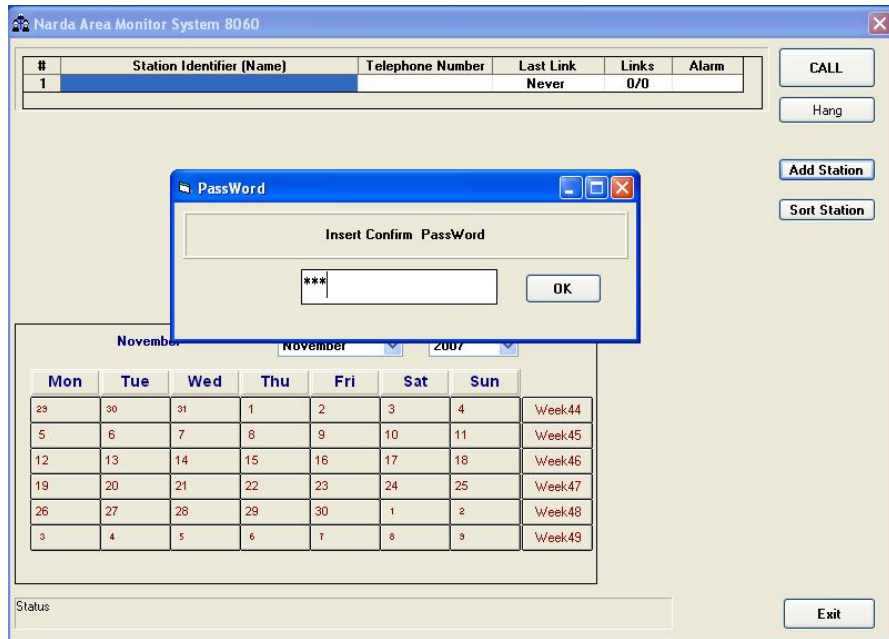 Narda Area Monitor System 8060
# Station Identifier (Name) Telephone Number Last Link Links Alarm
1 Never 0/0
CALL
Hang
Add Station
Sort Station
PassWord
Insert Confirm PassWord
***
OK
November November 2007
Mon Tue Wed Thu Fri Sat Sun
29 30 31 1 2 3 4 Week44
5 6 7 8 9 10 11 Week45
12 13 14 15 16 17 18 Week46
19 20 21 22 23 24 25 Week47
26 27 28 29 30 1 2 Week48
3 4 5 6 7 8 9 Week49
Status
Exit